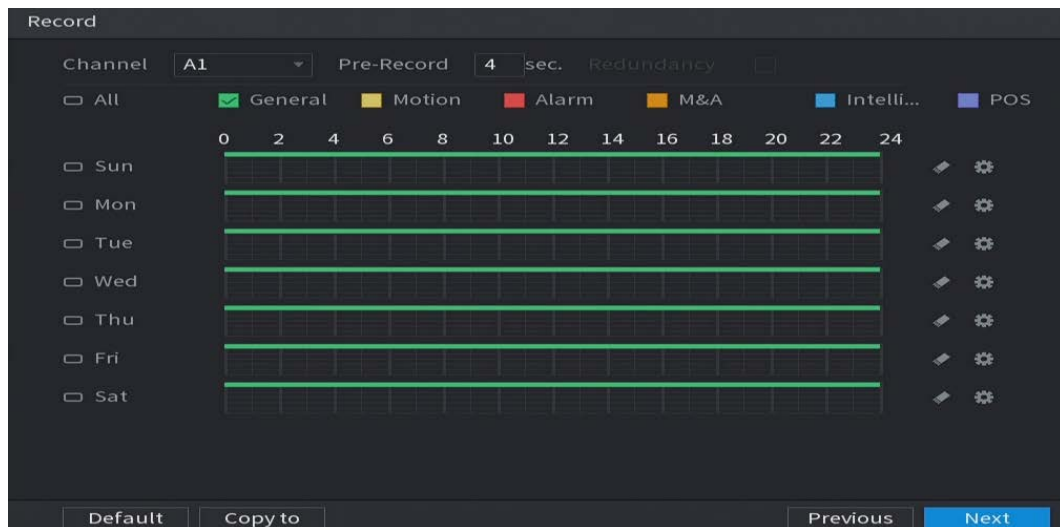 Record
Channel A1 Pre-Record 4 sec. Redundancy
All General Motion Alarm M&A Intelli... POS
0 2 4 6 8 10 12 14 16 18 20 22 24
Sun
Mon
Tue
Wed
Thu
Fri
Sat
Default Copy to Previous Next